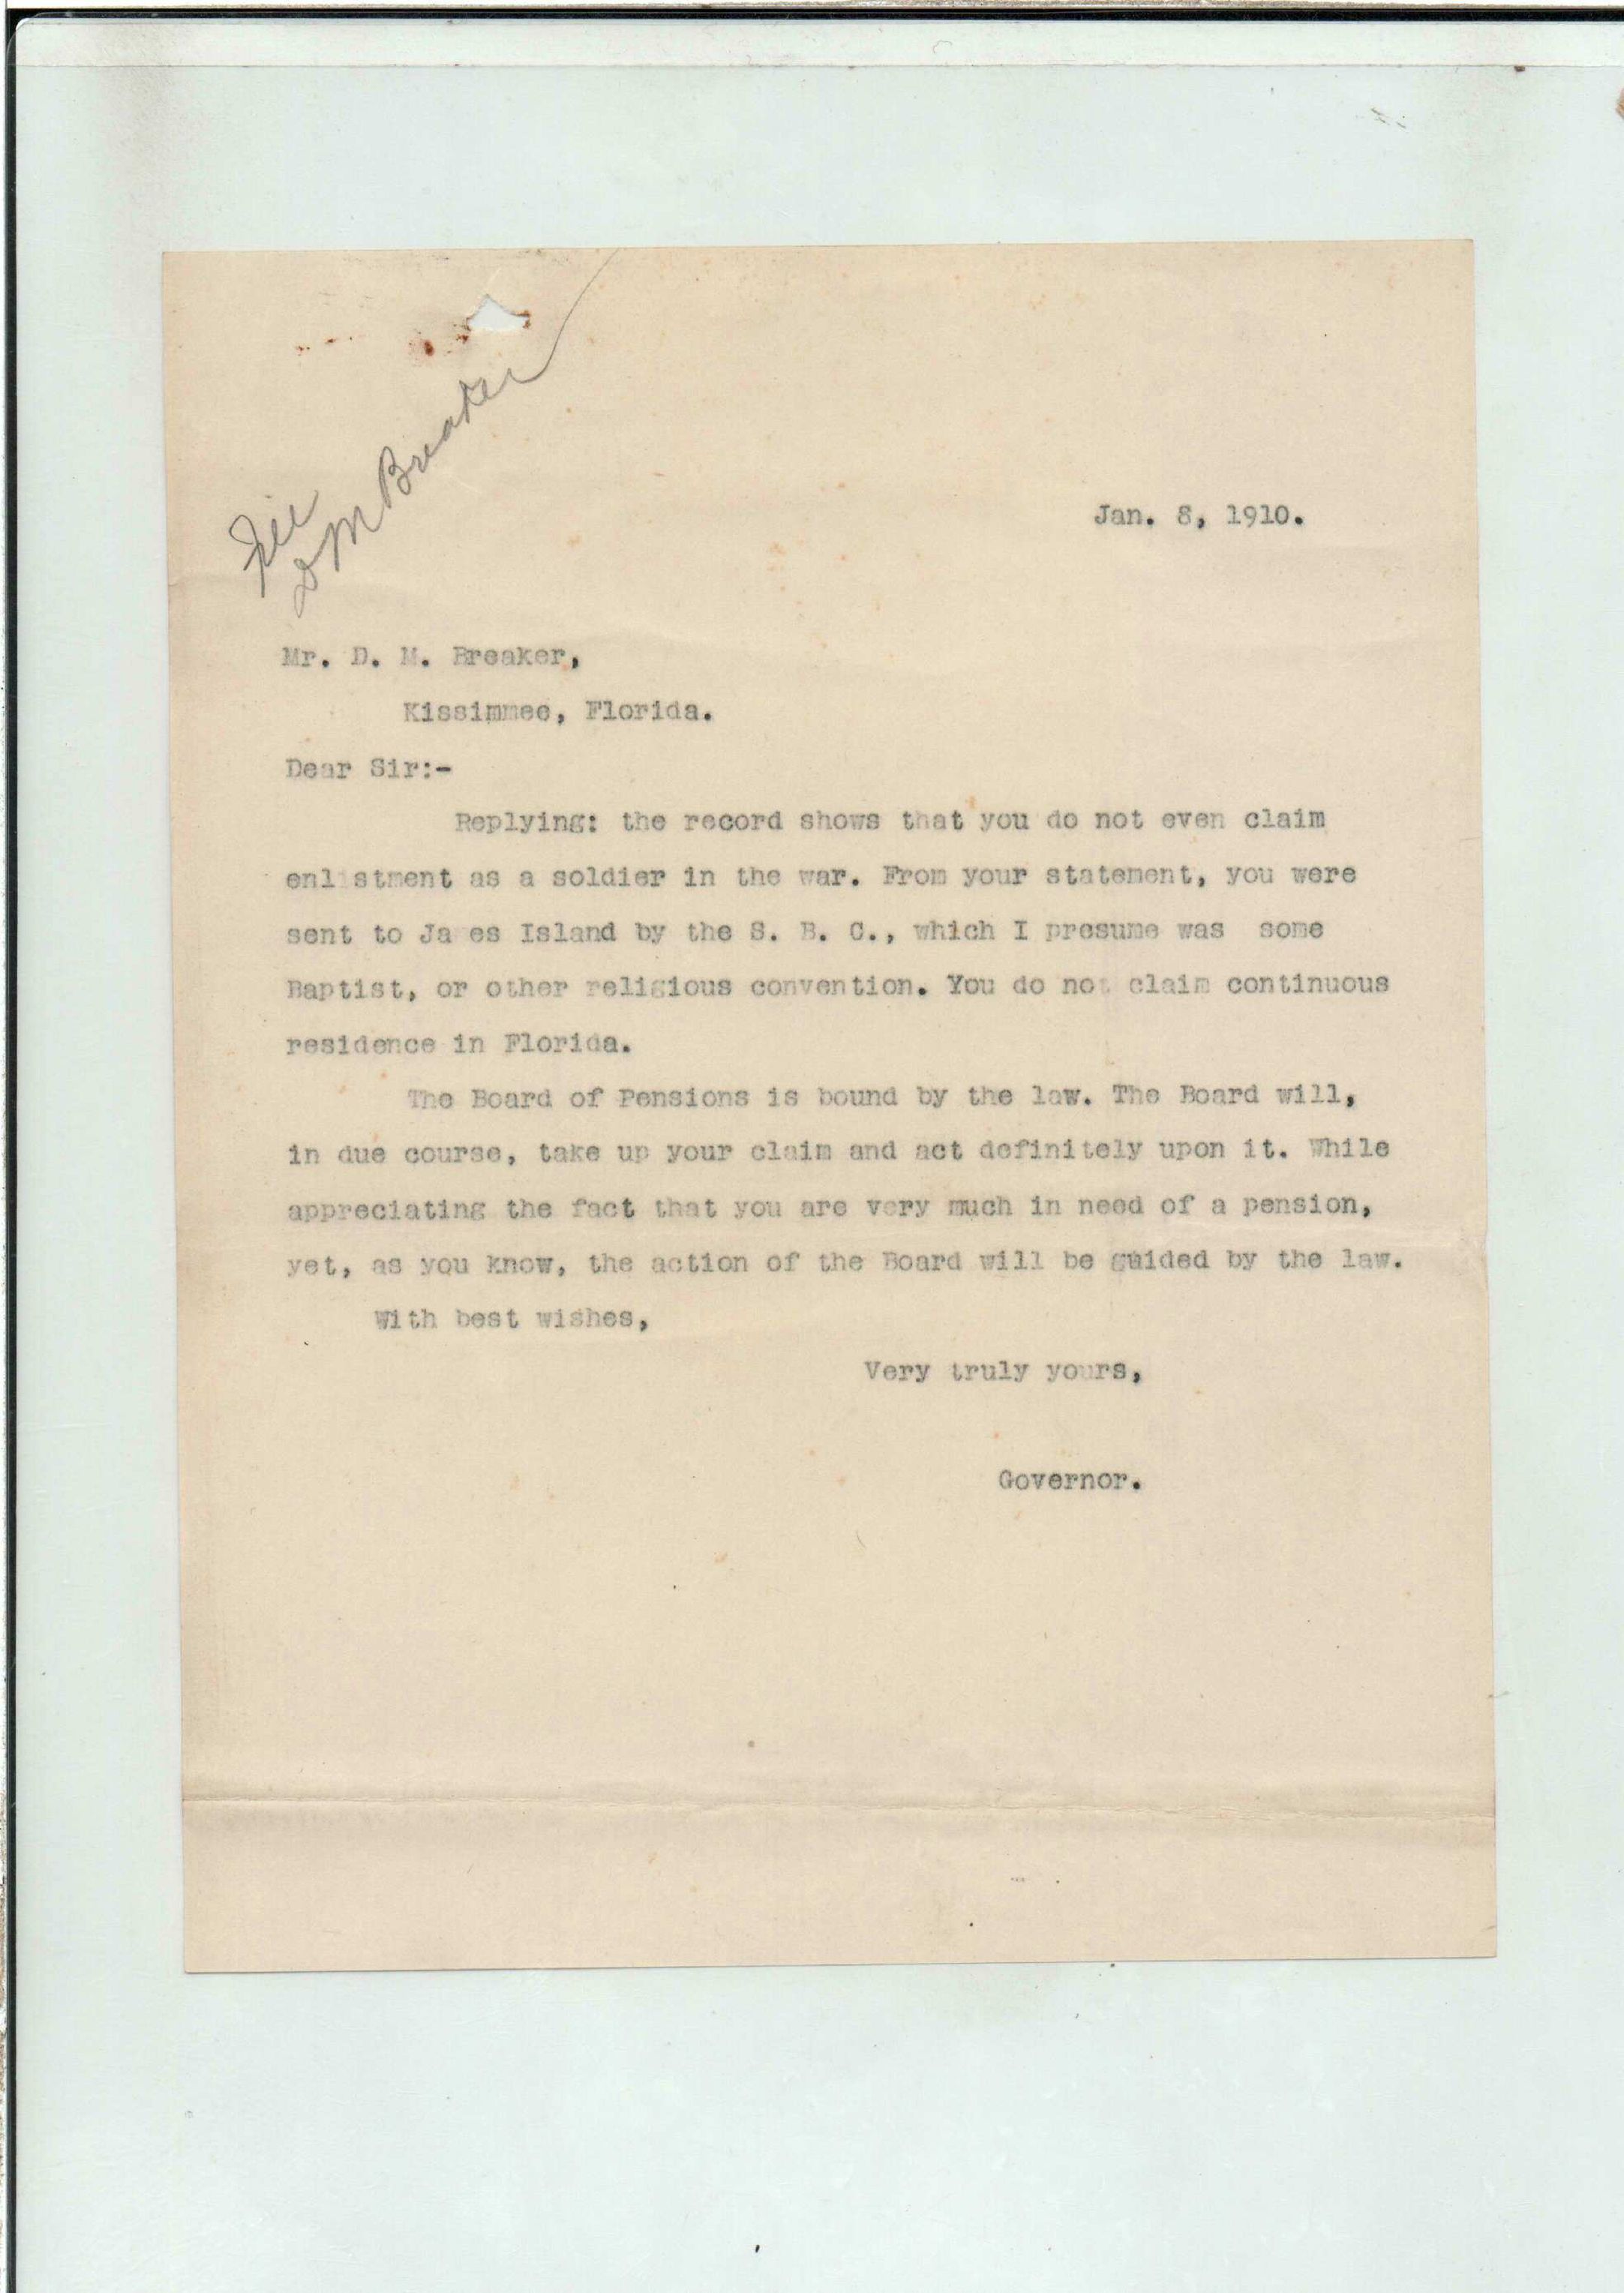 File
D M Breaker
Jan. 8, 1910.
Mr. D. M. Breaker,
Kissimmee, Florida.
Dear Sir:-
Replying: the record shows that you do not even claim
enlistment as a soldier in the war. From your statement, you were
sent to Ja es Island by the S. B. C., which I presume was some
Baptist, or other religious convention. You do not claim continuous
residence in Florida.
The Board of Pensions is bound by the law. The Board will,
in due course, take up your claim and act definitely upon it. While
appreciating the fact that you are very much in need of a pension,
yet, as you know, the action of the Board will be guided by the law.
With best wishes,
Very truly yours,
Governor.